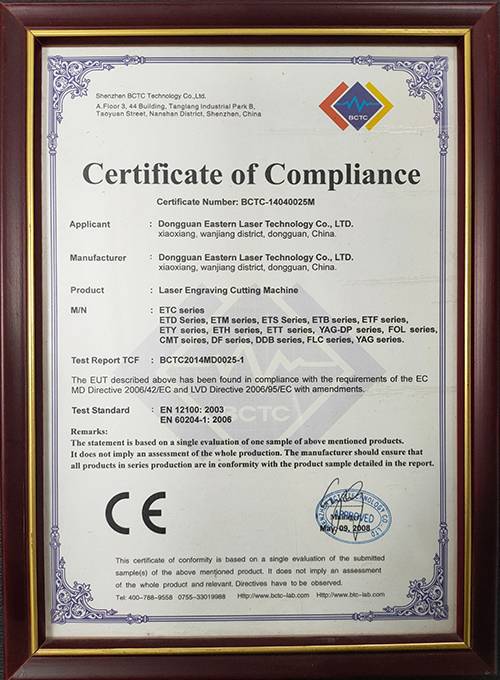 Shenzhen BCTC Technology Co.,Ltd.
A.Floor 3, 44 Building, Tanglang Industrial Park B,
Taoyuan Street, Nanshan District, Shenzhen, China
BCTC
Certificate of Compliance
Certificate Number: BCTC-14040025M
Applicant : Dongguan Eastern Laser Technology Co., LTD.
xiaoxiang, wanjiang district, dongguan, China.
Manufacturer : Dongguan Eastern Laser Technology Co., LTD.
xiaoxiang, wanjiang district, dongguan, China.
Product : Laser Engraving Cutting Machine
M/N : ETC series
ETD Series, ETM series, ETS Series, ETB series, ETF series,
ETY series, ETH series, ETT series, YAG-DP series, FOL series,
CMT seires, DF series, DDB series, FLC series, YAG series.
Test Report TCF : BCTC2014MD0025-1
The EUT described above has been found in compliance with the requirements of the EC
MD Directive 2006/42/EC and LVD Directive 2006/95/EC with amendments.
BCTC
Test Standard : EN 12100: 2003
EN 60204-1: 2006
Remarks:
The statement is based on a single evaluation of one sample of above mentioned products.
It does not imply an assessment of the whole production. The manufacturer should ensure that
all products in series production are in conformity with the product sample detailed in the report.
CE
APPROVED
Manager
May, 09, 2008
This certificate of conformity is based on a single evaluation of the submitted
sample(s) of the above mentioned product. It does not imply an assessment
of the whole product and relevant. Directives have to be observed.
Tel: 400-788-9558 0755-33019988 Http://www.bctc-lab.com Http://www.btc-lab.com